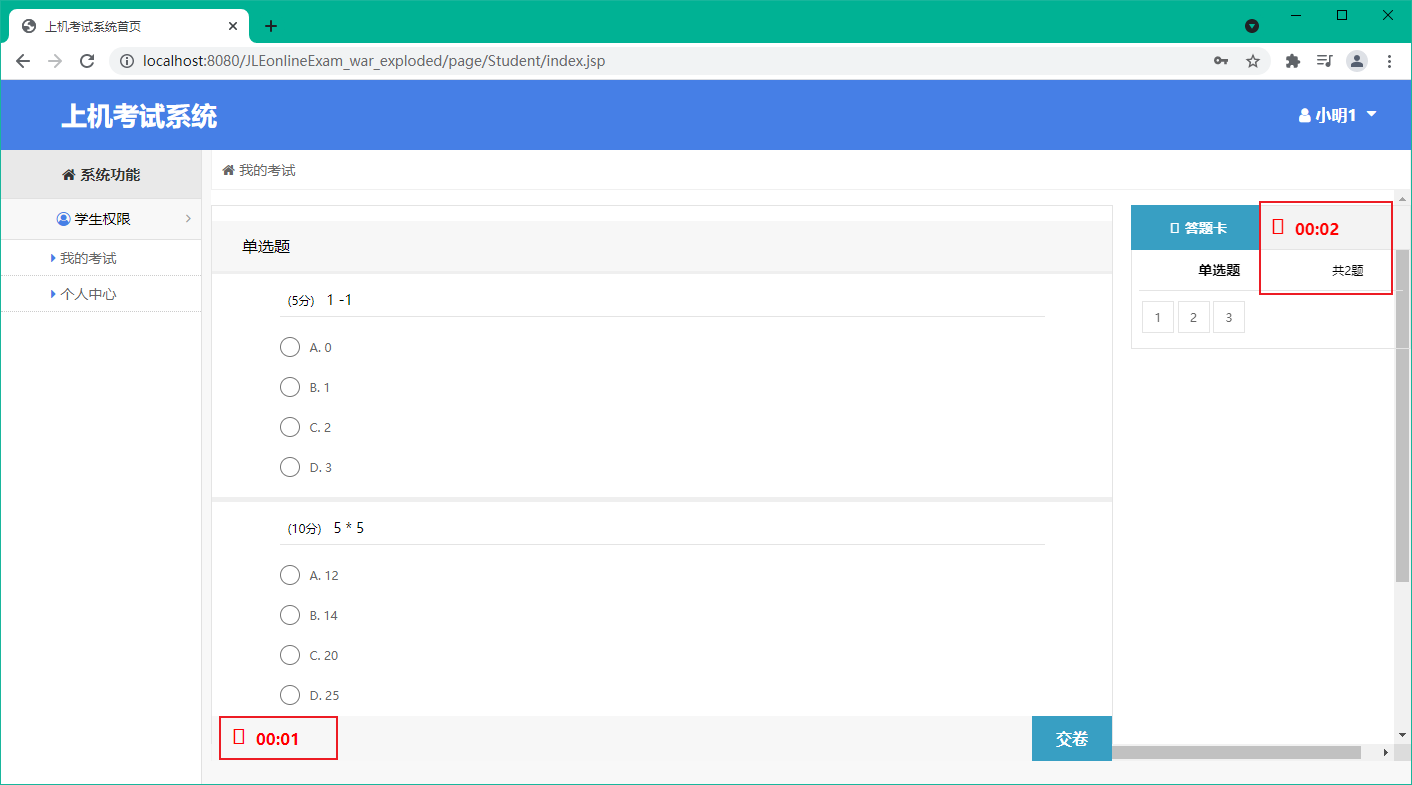 上机考试系统首页
localhost:8080/JLEonlineExam_war_exploded/page/Student/index.jsp
上机考试系统
小明1
系统功能
学生权限
我的考试
个人中心
我的考试
单选题
(5分) 1 -1
A. 0
B. 1
C. 2
D. 3
(10分) 5 * 5
A. 12
B. 14
C. 20
D. 25
00:01
交卷
答题卡
00:02
单选题
共2题
1 2 3